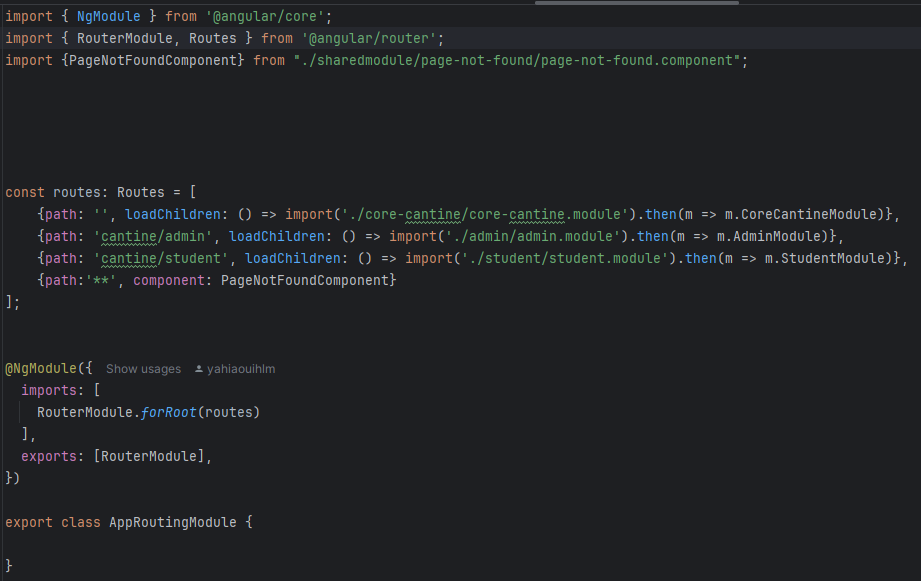 import { NgModule } from '@angular/core';
import { RouterModule, Routes } from '@angular/router';
import {PageNotFoundComponent} from "./sharedmodule/page-not-found/page-not-found.component";
const routes: Routes = [
    {path: '', loadChildren: () => import('./core-cantine/core-cantine.module').then(m => m.CoreCantineModule)},
    {path: 'cantine/admin', loadChildren: () => import('./admin/admin.module').then(m => m.AdminModule)},
    {path: 'cantine/student', loadChildren: () => import('./student/student.module').then(m => m.StudentModule)},
    {path:'**', component: PageNotFoundComponent}
];
@NgModule({ Show usages yahiaouihlm
  imports: [
    RouterModule.forRoot(routes)
  ],
  exports: [RouterModule],
})
export class AppRoutingModule {
}